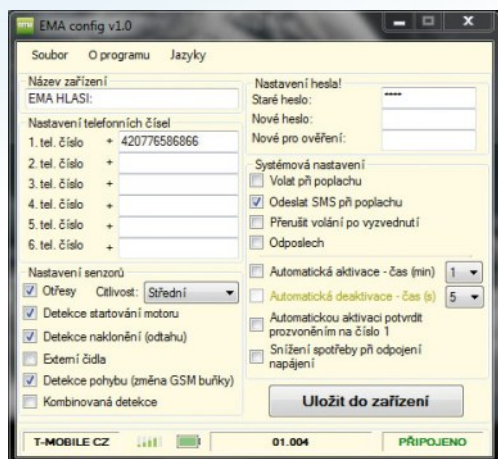 EMA config v1.0
Soubor O programu Jazyky
Název zařízení
EMA HLASI:
Nastavení telefonních čísel
1. tel. číslo + 420776586866
2. tel. číslo +
3. tel. číslo +
4. tel. číslo +
5. tel. číslo +
6. tel. číslo +
Nastavení senzorů
Otřesy Citlivost: Střední
Detekce startování motoru
Detekce naklonění (odtahu)
Externí čidla
Detekce pohybu (změna GSM buňky)
Kombinovaná detekce
Nastavení hesla!
Staré heslo: ****
Nové heslo:
Nové pro ověření:
Systémová nastavení
Volat při poplachu
Odeslat SMS při poplachu
Přerušit volání po vyzvednutí
Odposlech
Automatická aktivace - čas (min) 1
Automatická deaktivace - čas (s) 5
Automatickou aktivaci potvrdit
prozvoněním na číslo 1
Snížení spotřeby při odpojení
napájení
Uložit do zařízení
T-MOBILE CZ 01.004 PŘIPOJENO